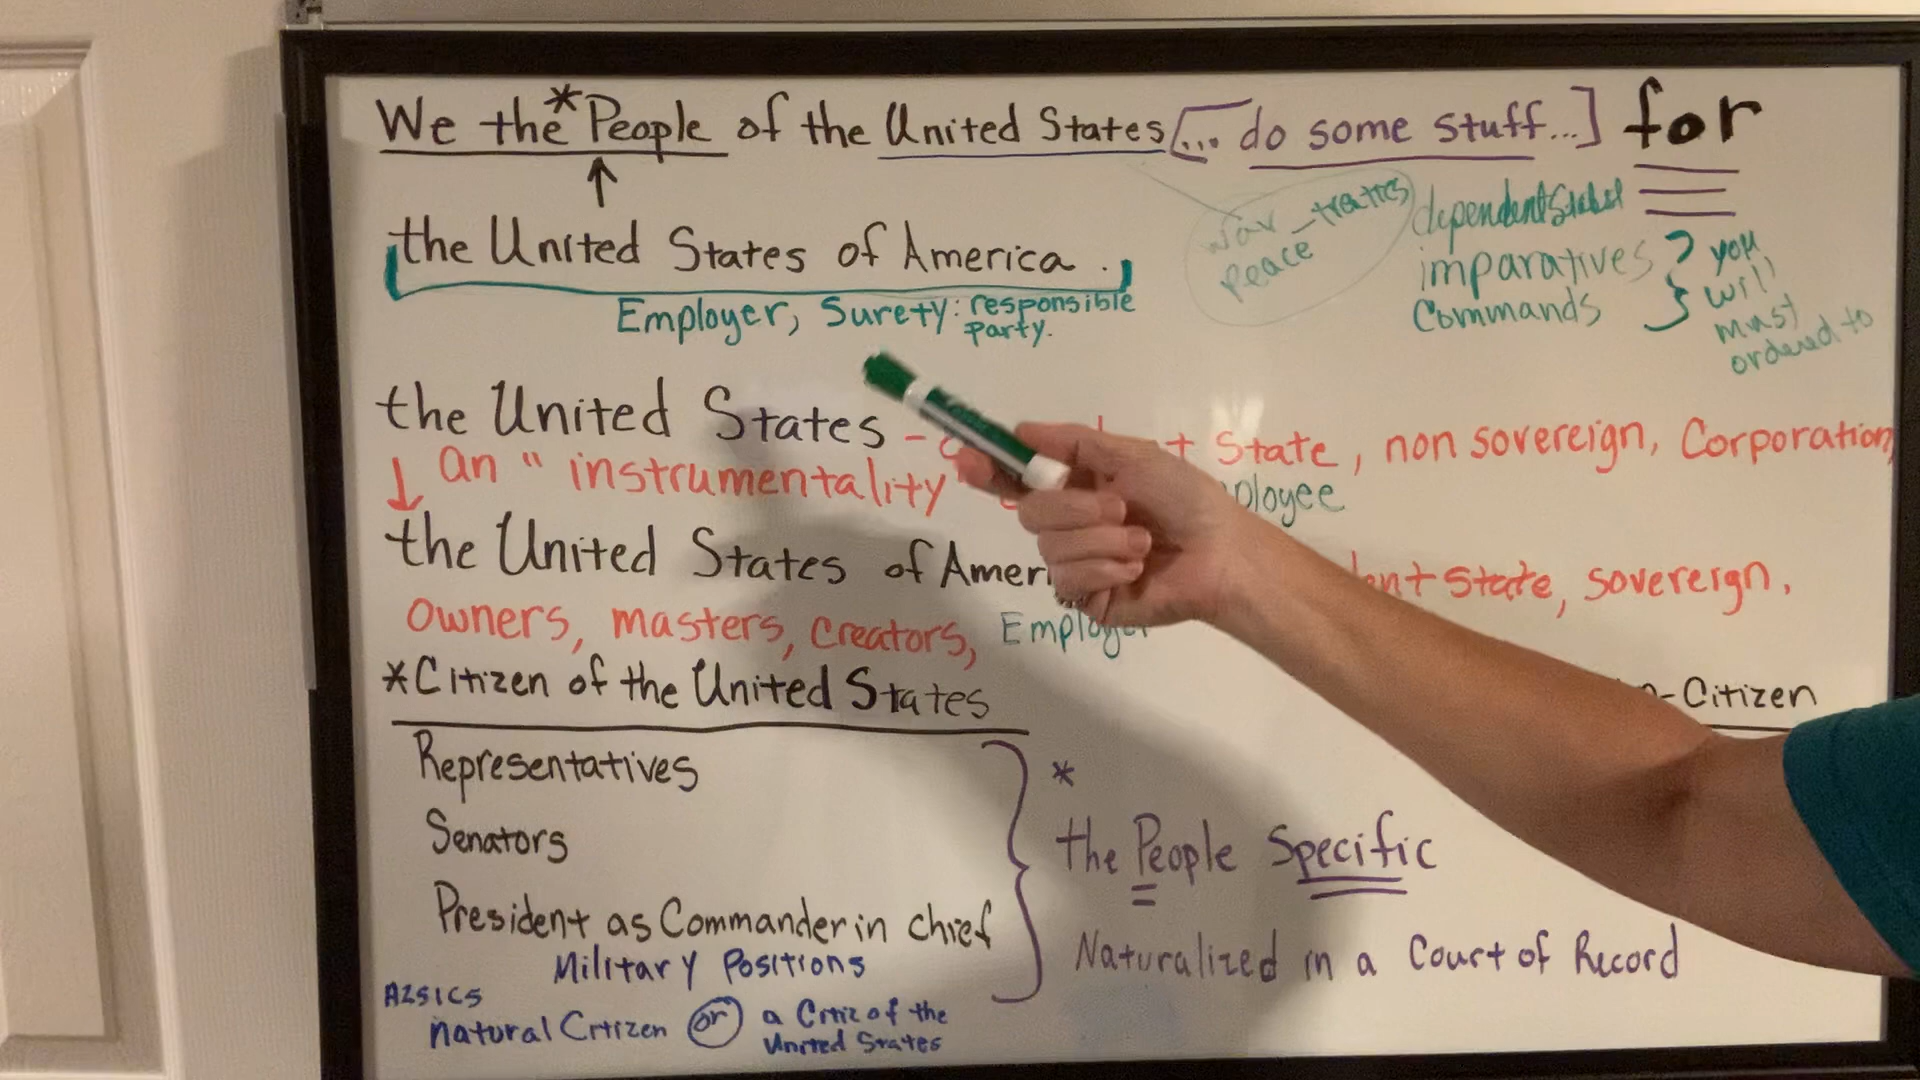 We the *People of the United States [... do some stuff...] for
the United States of America .
Employer, Surety: responsible party.
war - treaties
peace
dependent
imparatives
Commands
you
will
must
ordered to
the United States -
t State, non sovereign, Corporation
↓ an "instrumentality"
ployee
the United States of Ameri
ent State, sovereign.
owners, masters, creators, Employer
*Citizen of the United States
-Citizen
Representatives
Senators
President as Commander in chief
Military Positions
*
the People Specific
Naturalized in a Court of Record
A2S1C5
natural Citizen or a Citiz of the
United States